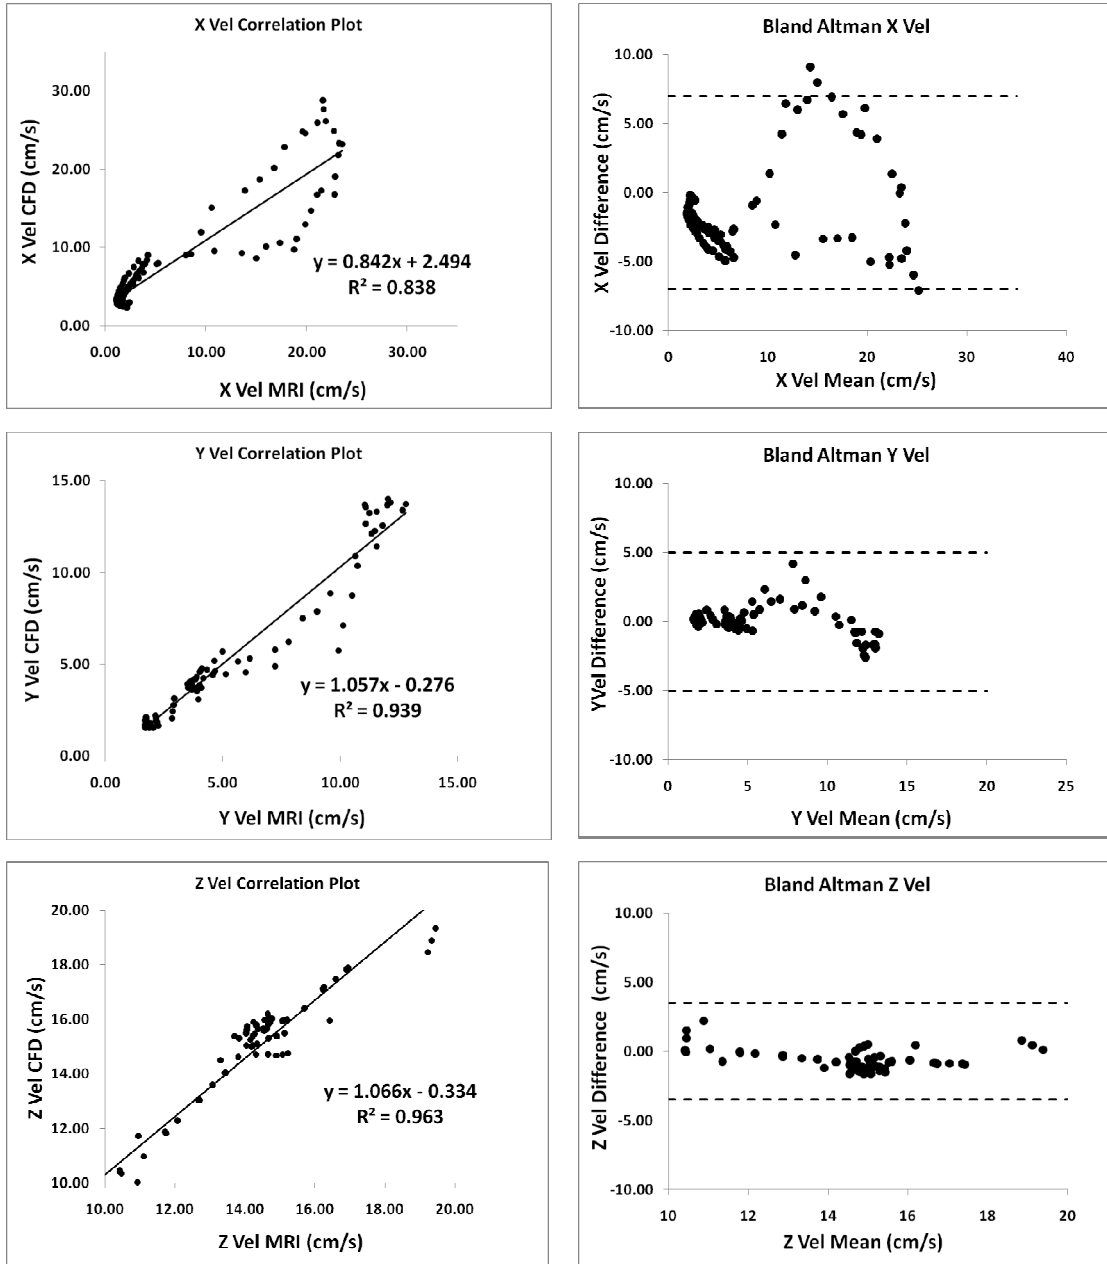 X Vel Correlation Plot
30.00
20.00
10.00
0.00
0.00 10.00 20.00 30.00
X Vel CFD (cm/s)
X Vel MRI (cm/s)
y = 0.842x + 2.494
R² = 0.838
Bland Altman X Vel
10.00
5.00
0.00
-5.00
-10.00
0 10 20 30 40
X Vel Difference (cm/s)
X Vel Mean (cm/s)
Y Vel Correlation Plot
15.00
10.00
5.00
0.00
0.00 5.00 10.00 15.00
Y Vel CFD (cm/s)
Y Vel MRI (cm/s)
y = 1.057x - 0.276
R² = 0.939
Bland Altman Y Vel
10.00
5.00
0.00
-5.00
-10.00
0 5 10 15 20 25
YVel Difference (cm/s)
Y Vel Mean (cm/s)
Z Vel Correlation Plot
20.00
18.00
16.00
14.00
12.00
10.00
10.00 12.00 14.00 16.00 18.00 20.00
Z Vel CFD (cm/s)
Z Vel MRI (cm/s)
y = 1.066x - 0.334
R² = 0.963
Bland Altman Z Vel
10.00
5.00
0.00
-5.00
-10.00
10 12 14 16 18 20
Z Vel Difference (cm/s)
Z Vel Mean (cm/s)